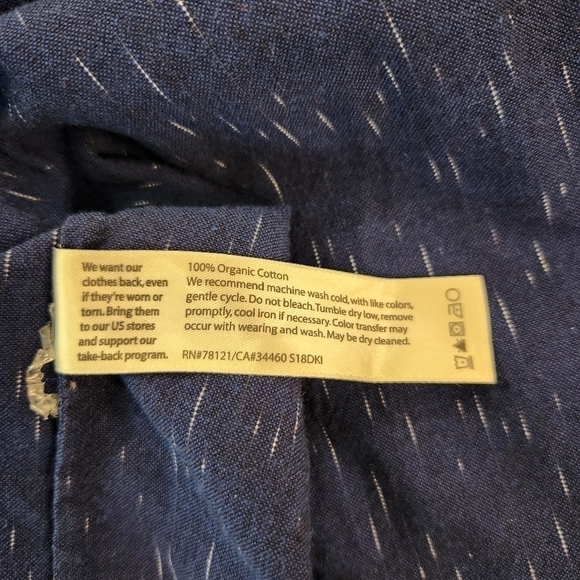 We want our
clothes back, even
if they're worn or
torn. Bring them
to our US stores
and support our
take-back program.
100% Organic Cotton
We recommend machine wash cold, with like colors,
gentle cycle. Do not bleach. Tumble dry low, remove
promptly, cool iron if necessary. Color transfer may
occur with wearing and wash. May be dry cleaned.
RN#78121/CA#34460 S18DKI